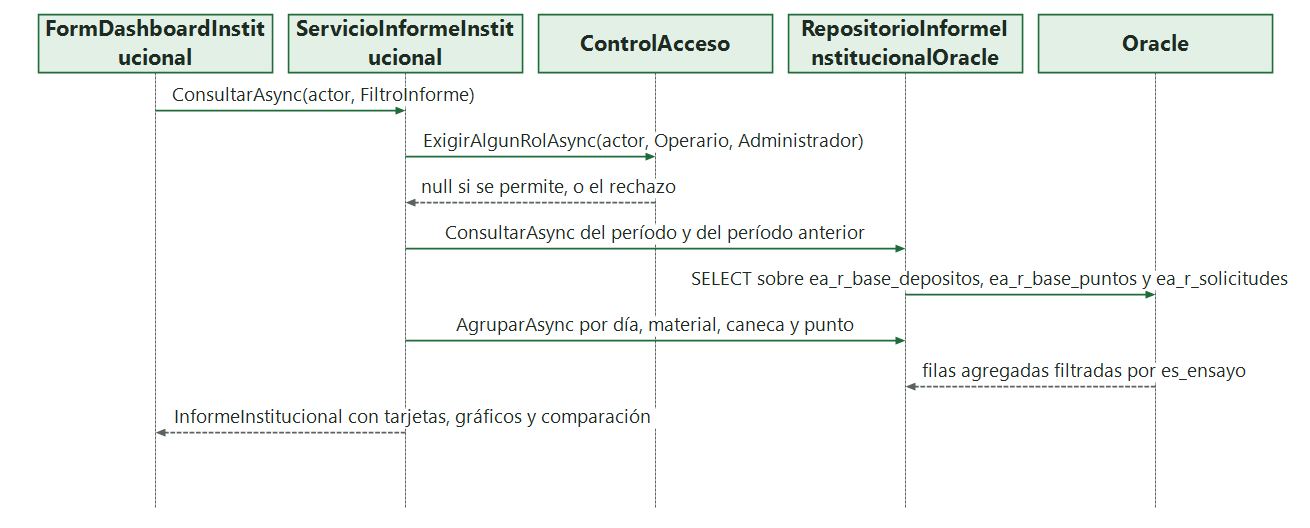 FormDashboardInstit
ucional
ServicioInformeInstit
ucional
ControlAcceso
RepositorioInformeI
nstitucionalOracle
Oracle
ConsultarAsync(actor, FiltroInforme)
ExigirAlgunRolAsync(actor, Operario, Administrador)
null si se permite, o el rechazo
ConsultarAsync del período y del período anterior
SELECT sobre ea_r_base_depositos, ea_r_base_puntos y ea_r_solicitudes
AgruparAsync por día, material, caneca y punto
filas agregadas filtradas por es_ensayo
InformeInstitucional con tarjetas, gráficos y comparación